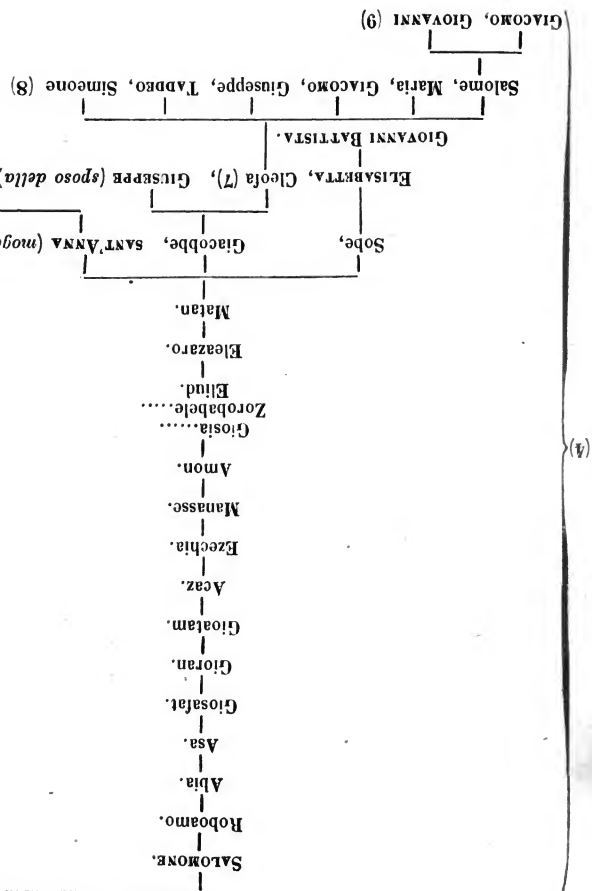 SALOMONE.
Roboamo.
Abia.
Asa.
Giosafat.
Gioran.
Gioatam.
Acaz.
Ezechia.
Manasse.
(4)
Amon.
Giosia......
Zorobabele.....
Eliud.
Eleazaro.
Matan.
Sobe, Giacobbe, SANT'ANNA (mog
ELISABETTA, Cleofa (7), GIUSEPPE (sposo della)
GIOVANNI BATTISTA.
Salome, Maria, GIACOMO, Giuseppe, TADDEO, Simeone (8)
GIACOMO, GIOVANNI (9)